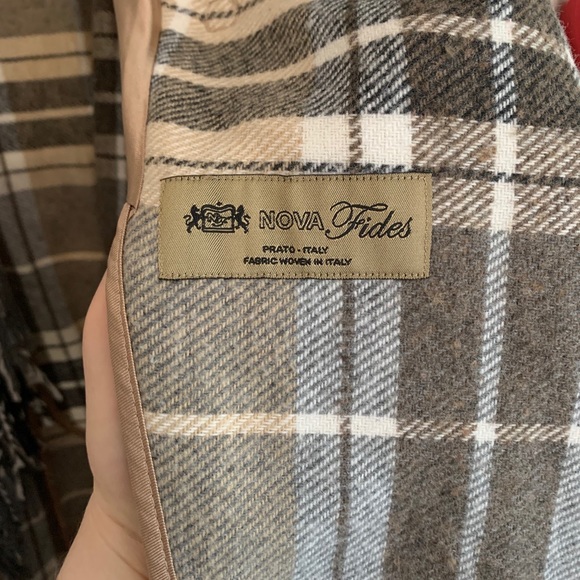 NOVA Fides
PRATO - ITALY
FABRIC WOVEN IN ITALY